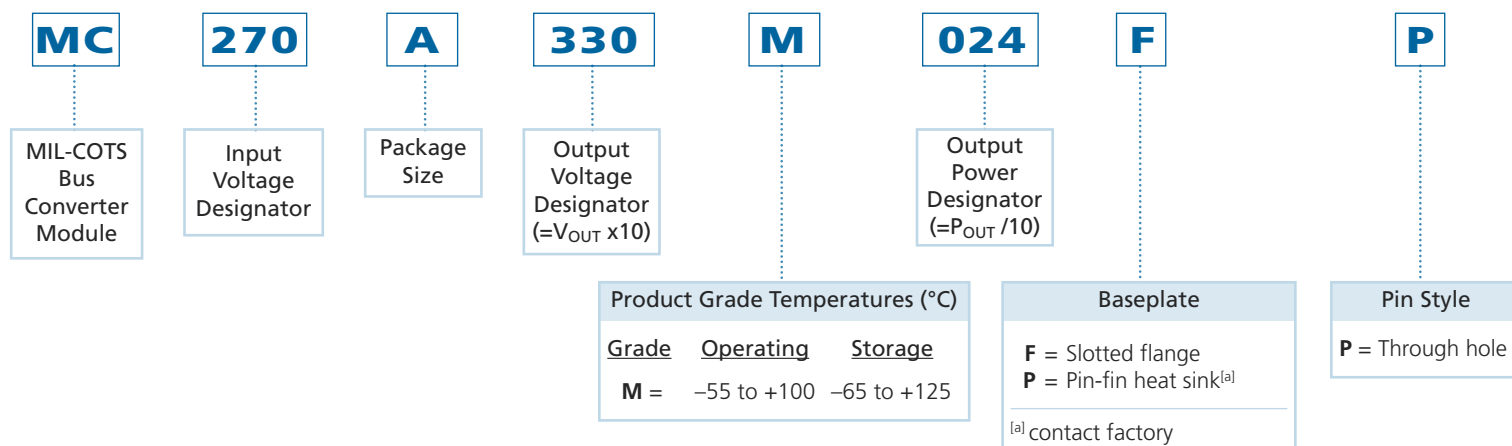 MC 270 A 330 M 024 F P
MIL-COTS
Bus
Converter
Module
Input
Voltage
Designator
Package
Size
Output
Voltage
Designator
(=VOUT x10)
Output
Power
Designator
(=POUT /10)
Product Grade Temperatures (°C)
Grade Operating Storage
M = –55 to +100 –65 to +125
Baseplate
F = Slotted flange
P = Pin-fin heat sink[a]
[a] contact factory
Pin Style
P = Through hole